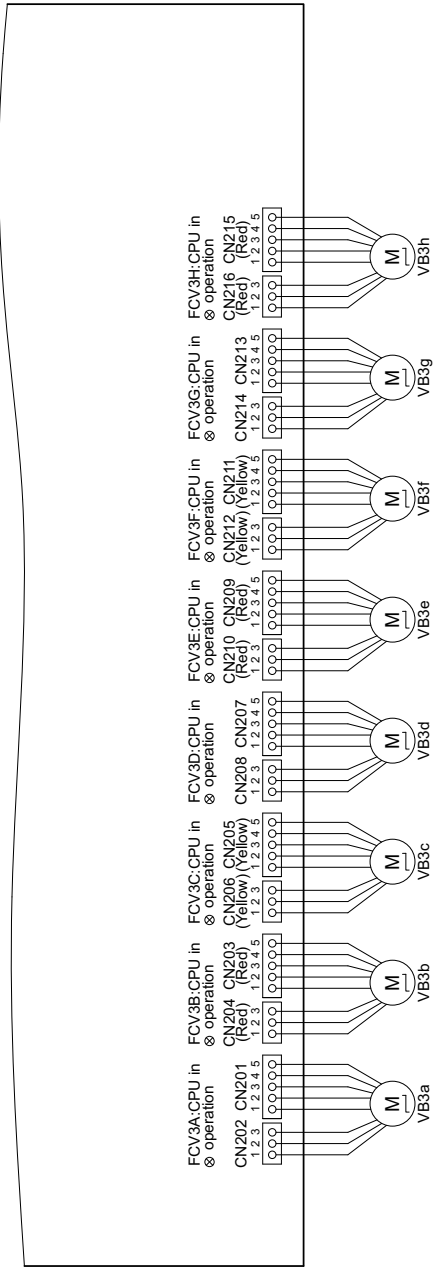 FCV3A:CPU in
⊗ operation
CN202 CN201
1 2 3 1 2 3 4 5
M
VB3a
FCV3B:CPU in
⊗ operation
CN204 CN203
(Red) (Red)
1 2 3 1 2 3 4 5
M
VB3b
FCV3C:CPU in
⊗ operation
CN206 CN205
(Yellow) (Yellow)
1 2 3 1 2 3 4 5
M
VB3c
FCV3D:CPU in
⊗ operation
CN208 CN207
1 2 3 1 2 3 4 5
M
VB3d
FCV3E:CPU in
⊗ operation
CN210 CN209
(Red) (Red)
1 2 3 1 2 3 4 5
M
VB3e
FCV3F:CPU in
⊗ operation
CN212 CN211
(Yellow) (Yellow)
1 2 3 1 2 3 4 5
M
VB3f
FCV3G:CPU in
⊗ operation
CN214 CN213
1 2 3 1 2 3 4 5
M
VB3g
FCV3H:CPU in
⊗ operation
CN216 CN215
(Red) (Red)
1 2 3 1 2 3 4 5
M
VB3h